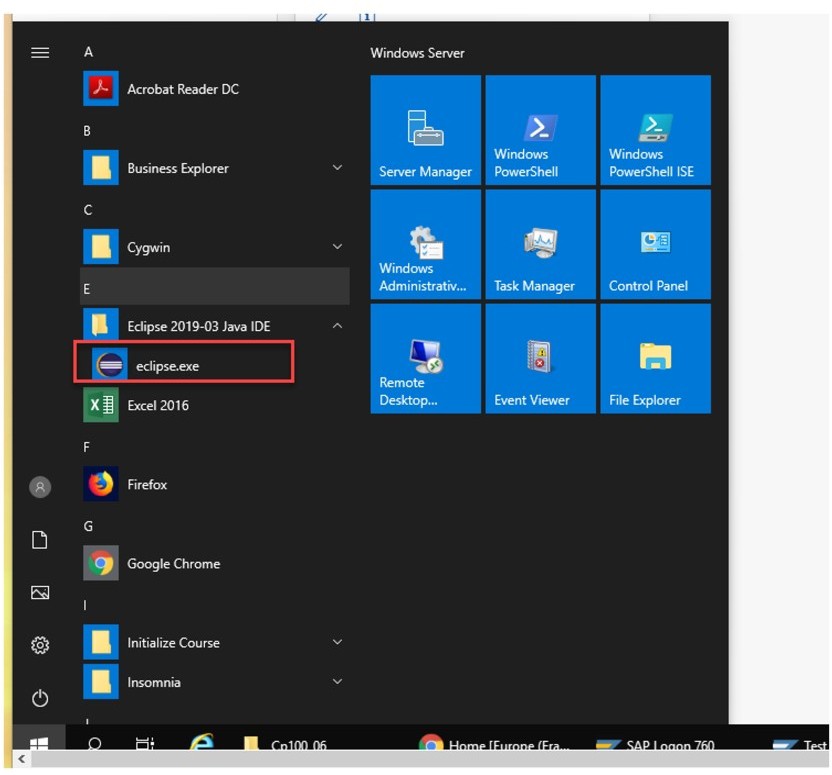 A
Acrobat Reader DC
B
Business Explorer
C
Cygwin
E
Eclipse 2019-03 Java IDE
eclipse.exe
Excel 2016
F
Firefox
G
Google Chrome
I
Initialize Course
Insomnia
Windows Server
Server Manager
Windows
PowerShell
Windows
PowerShell ISE
Windows
Administrativ...
Task Manager
Control Panel
Remote
Desktop...
Event Viewer
File Explorer
Cp100_06
Home [Europe (Fra...
SAP Logon 760
Test